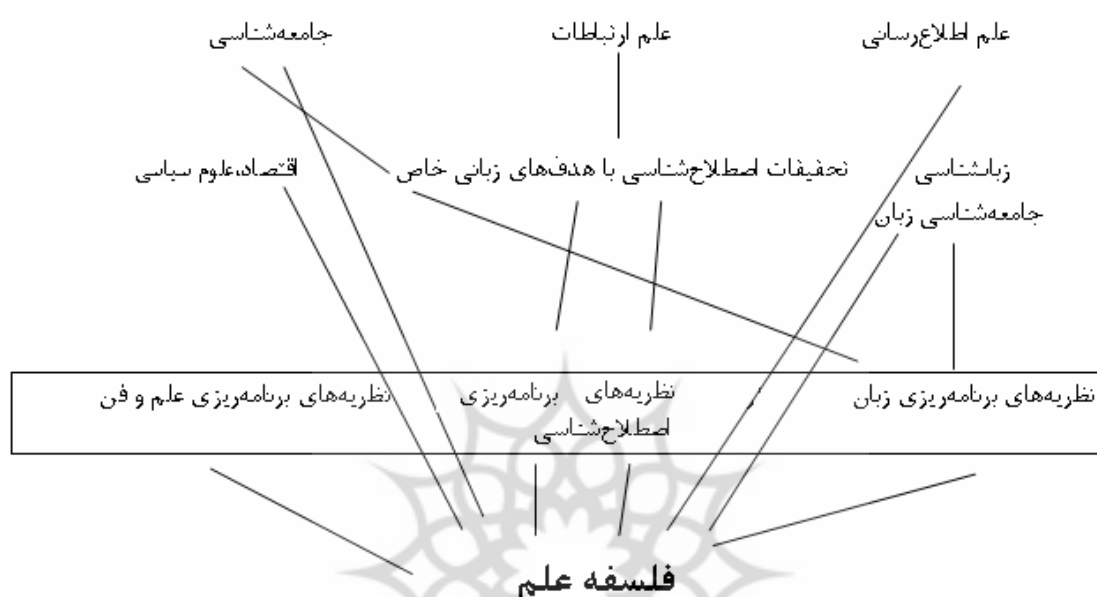 علم اطلاع‌رسانی
علم ارتباطات
جامعه‌شناسی
زبانشناسی
تحقیقات اصطلاح‌شناسی با هدف‌های زبانی خاص
اقتصاد،علوم سیاسی
جامعه‌شناسی زبان
نظریه‌های برنامه‌ریزی زبان
نظریه‌های برنامه‌ریزی
اصطلاح‌شناسی
نظریه‌های برنامه‌ریزی علم و فن
فلسفه علم